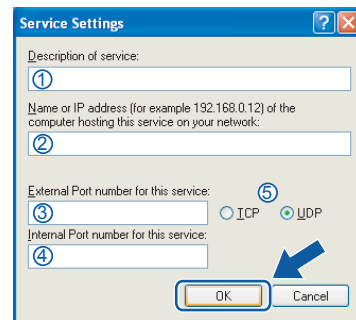 Service Settings
Description of service:
①
Name or IP address (for example 192.168.0.12) of the
computer hosting this service on your network:
②
External Port number for this service:
⑤
③
TCP
UDP
Internal Port number for this service:
④
OK
Cancel